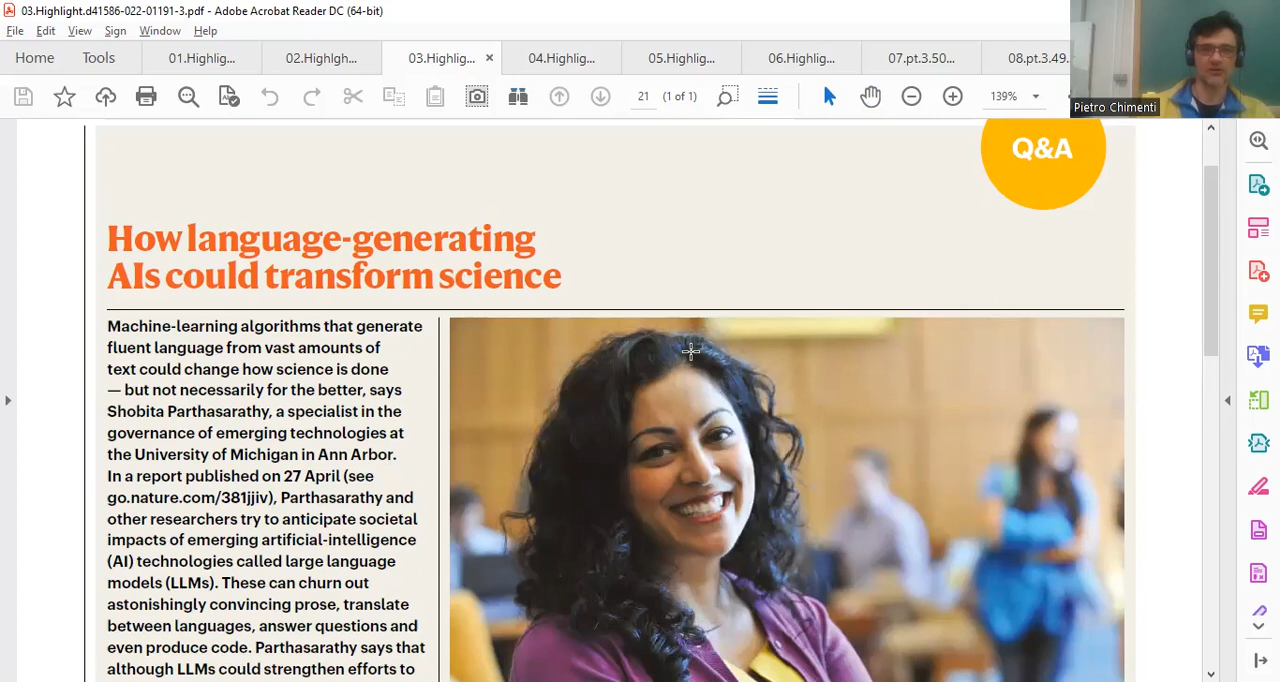 03.Highlight.d41586-022-01191-3.pdf - Adobe Acrobat Reader DC (64-bit)
File Edit View Sign Window Help
Home Tools 01.Highlig... 02.Highlgh... 03.Highlig... × 04.Highlig... 05.Highlig... 06.Highlig... 07.pt.3.50... 08.pt.3.49.
21 (1 of 1) 139%
Pietro Chimenti
Q&A
How language-generating
AIs could transform science
Machine-learning algorithms that generate
fluent language from vast amounts of
text could change how science is done
— but not necessarily for the better, says
Shobita Parthasarathy, a specialist in the
governance of emerging technologies at
the University of Michigan in Ann Arbor.
In a report published on 27 April (see
go.nature.com/381jjiv), Parthasarathy and
other researchers try to anticipate societal
impacts of emerging artificial-intelligence
(AI) technologies called large language
models (LLMs). These can churn out
astonishingly convincing prose, translate
between languages, answer questions and
even produce code. Parthasarathy says that
although LLMs could strengthen efforts to